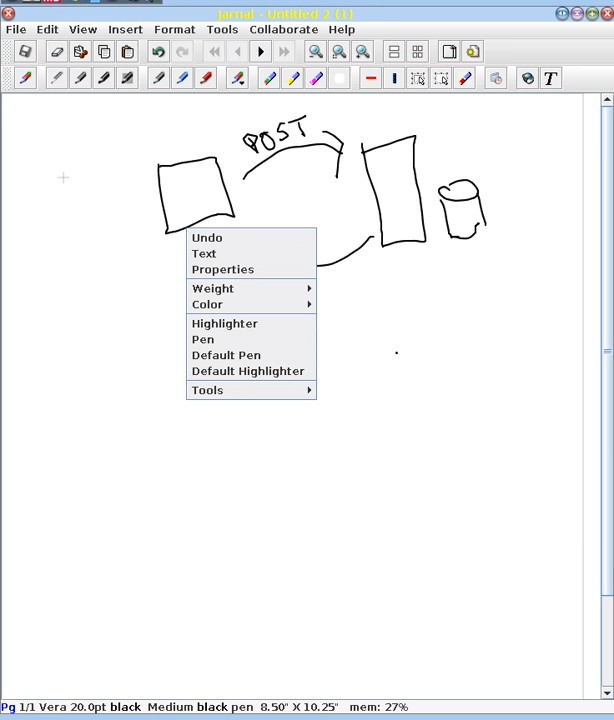 Jarnal - Untitled 2 (1)
File Edit View Insert Format Tools Collaborate Help
T
POST
Undo
Text
Properties
Weight
Color
Highlighter
Pen
Default Pen
Default Highlighter
Tools
Pg 1/1 Vera 20.0pt black Medium black pen 8.50" X 10.25" mem: 27%